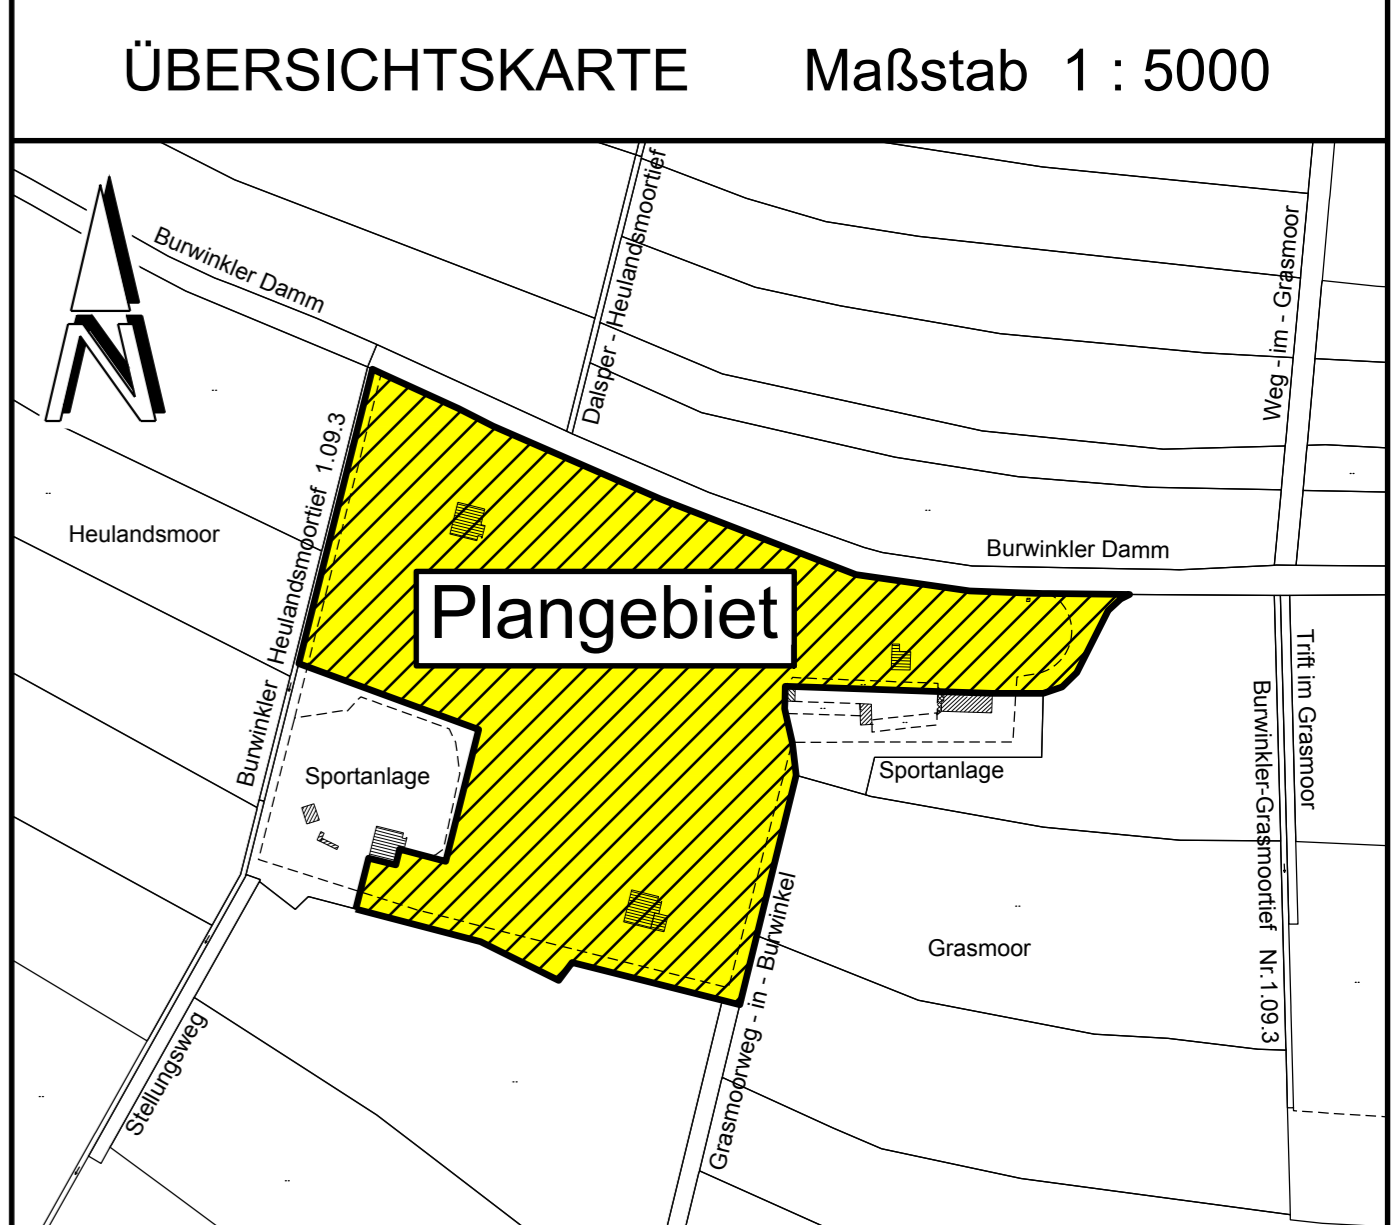 ÜBERSICHTSKARTE Maßstab 1 : 5000
N
Burwinkler Damm
Dalsper - Heulandsmoortief
Weg - im - Grasmoor
Heulandsmoor
Burwinkler Heulandsmoortief 1.09.3
Burwinkler Damm
Plangebiet
Sportanlage
Sportanlage
Trift im Grasmoor
Burwinkler-Grasmoortief Nr.1.09.3
Grasmoor
Grasmoorweg - in - Burwinkel
Stellungsweg